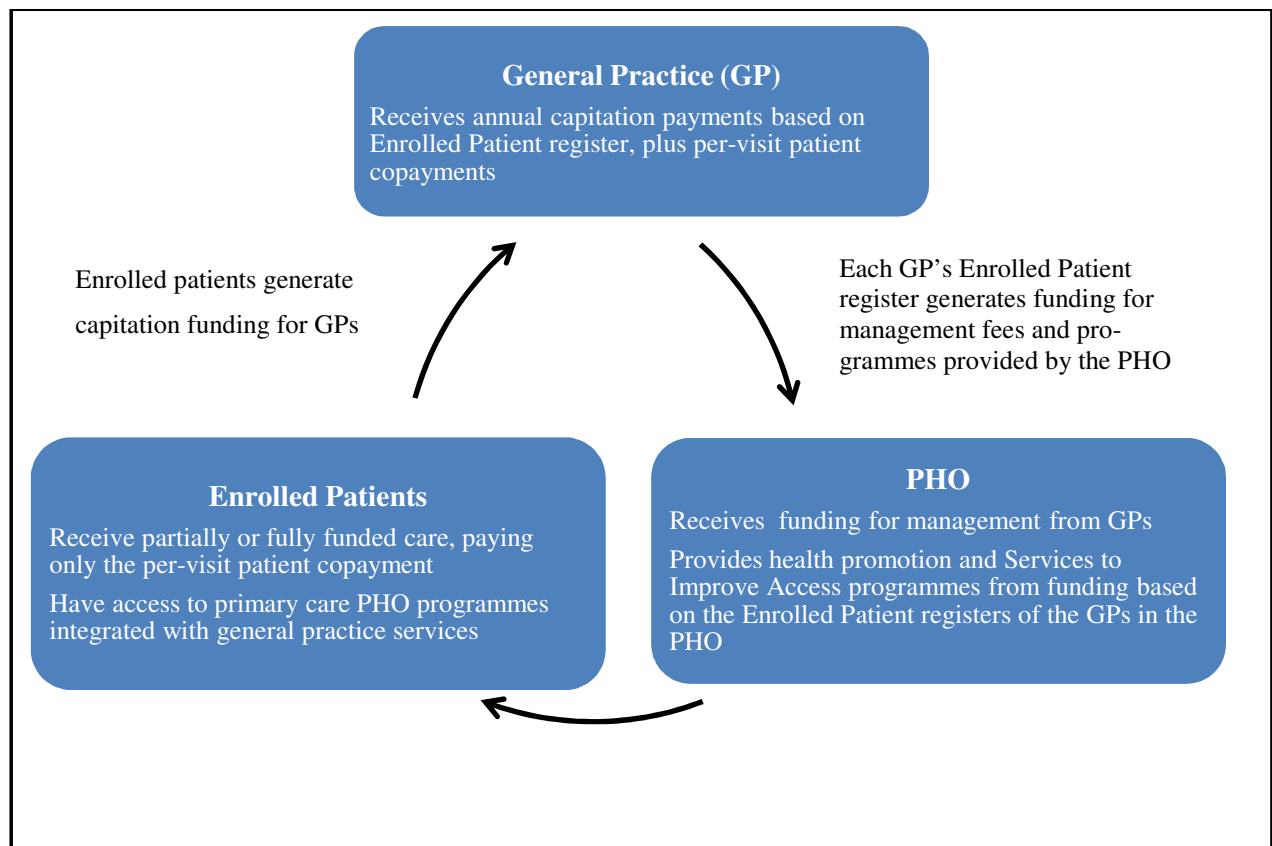 General Practice (GP)
Receives annual capitation payments based on
Enrolled Patient register, plus per-visit patient
copayments
Enrolled patients generate
capitation funding for GPs
Each GP’s Enrolled Patient
register generates funding for
management fees and pro-
grammes provided by the PHO
Enrolled Patients
Receive partially or fully funded care, paying
only the per-visit patient copayment
Have access to primary care PHO programmes
integrated with general practice services
PHO
Receives  funding for management from GPs
Provides health promotion and Services to
Improve Access programmes from funding based
on the Enrolled Patient registers of the GPs in the
PHO